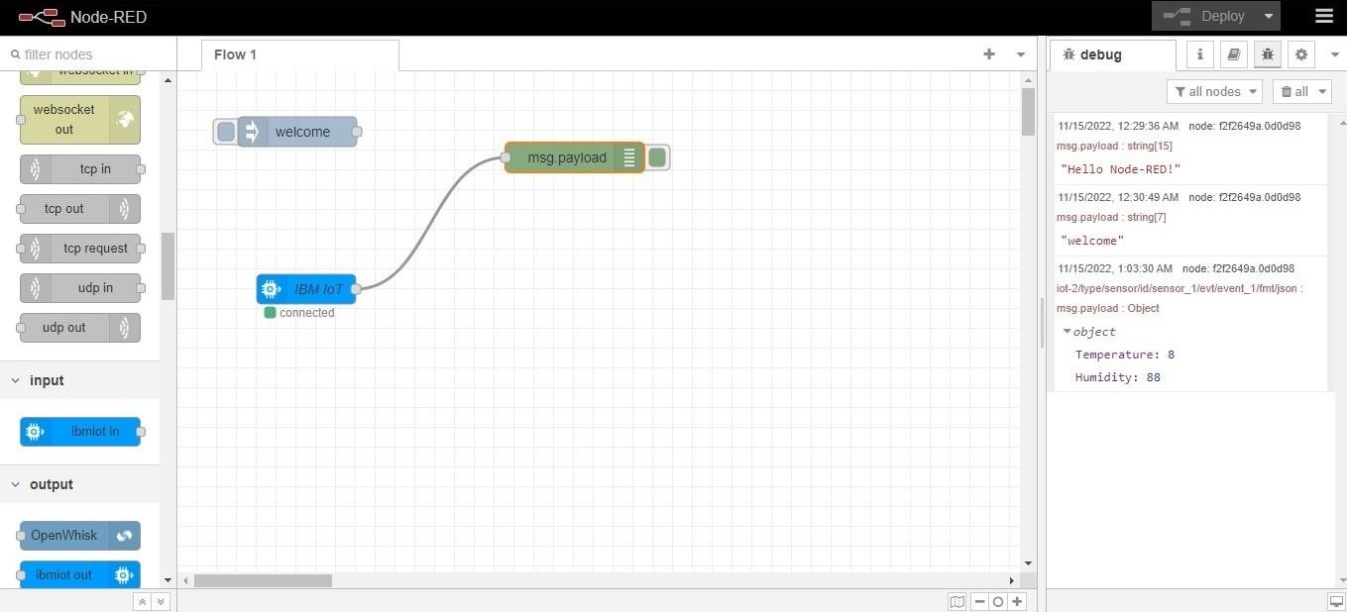 Node-RED
Deploy
filter nodes
Flow 1
debug
all nodes
all
websocket in
websocket
out
tcp in
tcp out
tcp request
udp in
udp out
input
ibmiot in
output
OpenWhisk
ibmiot out
welcome
msg.payload
IBM IoT
connected
11/15/2022, 12:29:36 AM node: f2f2649a.0d0d98
msg.payload : string[15]
"Hello Node-RED!"
11/15/2022, 12:30:49 AM node: f2f2649a.0d0d98
msg.payload : string[7]
"welcome"
11/15/2022, 1:03:30 AM node: f2f2649a.0d0d98
iot-2/type/sensor/id/sensor_1/evt/event_1/fmt/json :
msg.payload : Object
object
Temperature: 8
Humidity: 88